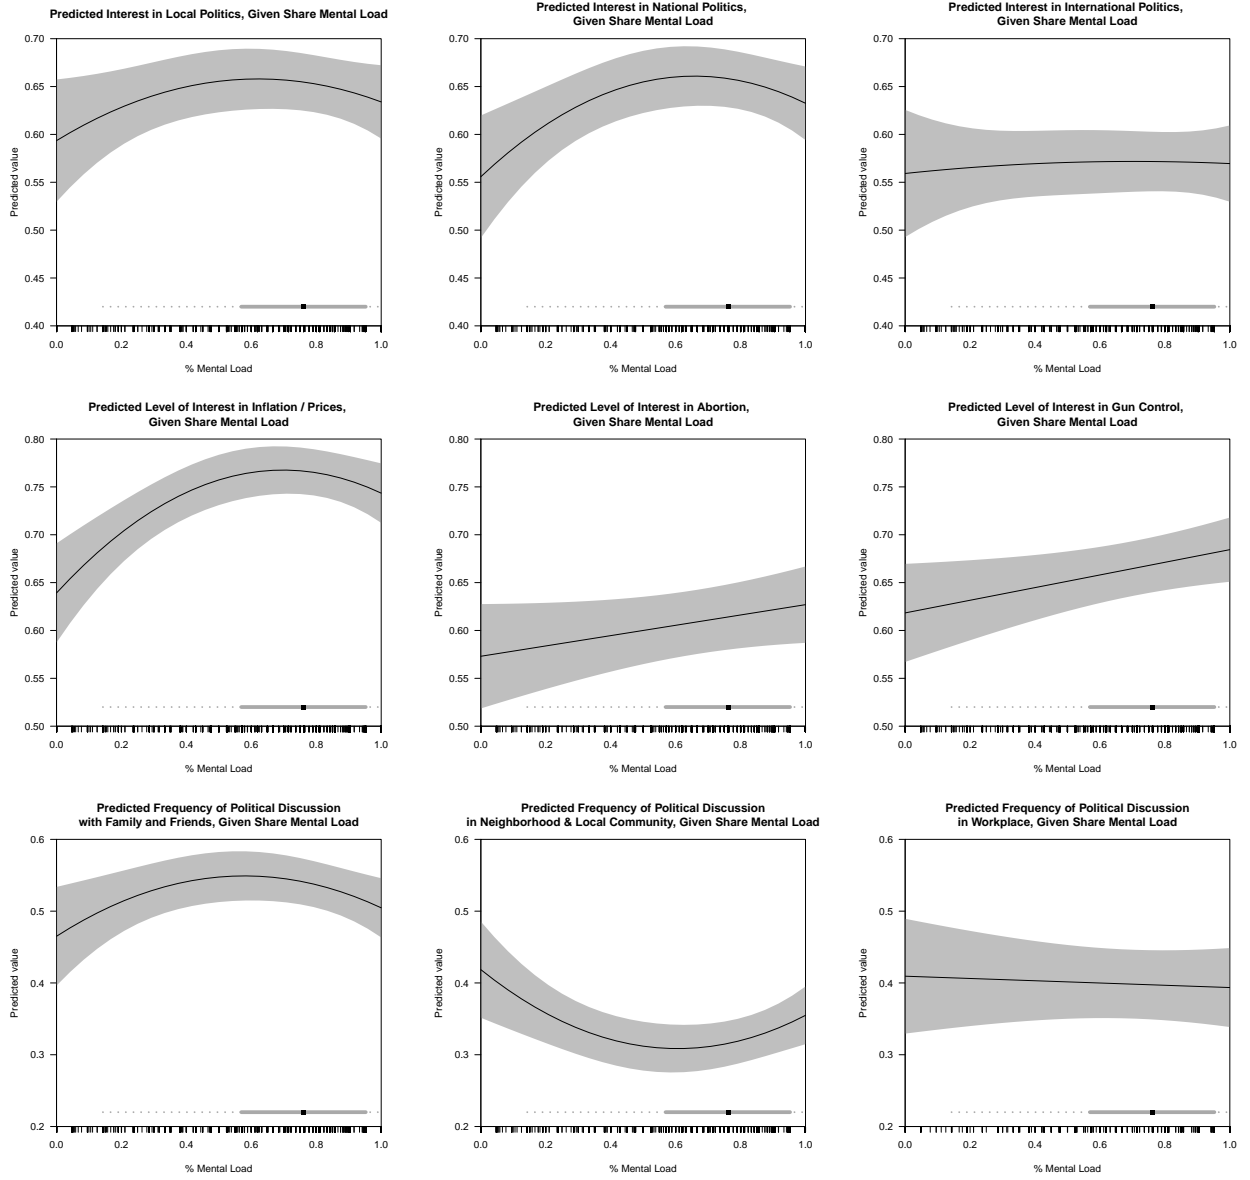 Predicted Interest in Local Politics, Given Share Mental Load
Predicted value
0.70
0.65
0.60
0.55
0.50
0.45
0.40
0.0 0.2 0.4 0.6 0.8 1.0
% Mental Load
Predicted Interest in National Politics,
Given Share Mental Load
Predicted value
0.70
0.65
0.60
0.55
0.50
0.45
0.40
0.0 0.2 0.4 0.6 0.8 1.0
% Mental Load
Predicted Interest in International Politics,
Given Share Mental Load
Predicted value
0.70
0.65
0.60
0.55
0.50
0.45
0.40
0.0 0.2 0.4 0.6 0.8 1.0
% Mental Load
Predicted Level of Interest in Inflation / Prices,
Given Share Mental Load
Predicted value
0.80
0.75
0.70
0.65
0.60
0.55
0.50
0.0 0.2 0.4 0.6 0.8 1.0
% Mental Load
Predicted Level of Interest in Abortion,
Given Share Mental Load
Predicted value
0.80
0.75
0.70
0.65
0.60
0.55
0.50
0.0 0.2 0.4 0.6 0.8 1.0
% Mental Load
Predicted Level of Interest in Gun Control,
Given Share Mental Load
Predicted value
0.80
0.75
0.70
0.65
0.60
0.55
0.50
0.0 0.2 0.4 0.6 0.8 1.0
% Mental Load
Predicted Frequency of Political Discussion
with Family and Friends, Given Share Mental Load
Predicted value
0.6
0.5
0.4
0.3
0.2
0.0 0.2 0.4 0.6 0.8 1.0
% Mental Load
Predicted Frequency of Political Discussion
in Neighborhood & Local Community, Given Share Mental Load
Predicted value
0.6
0.5
0.4
0.3
0.2
0.0 0.2 0.4 0.6 0.8 1.0
% Mental Load
Predicted Frequency of Political Discussion
in Workplace, Given Share Mental Load
Predicted value
0.6
0.5
0.4
0.3
0.2
0.0 0.2 0.4 0.6 0.8 1.0
% Mental Load